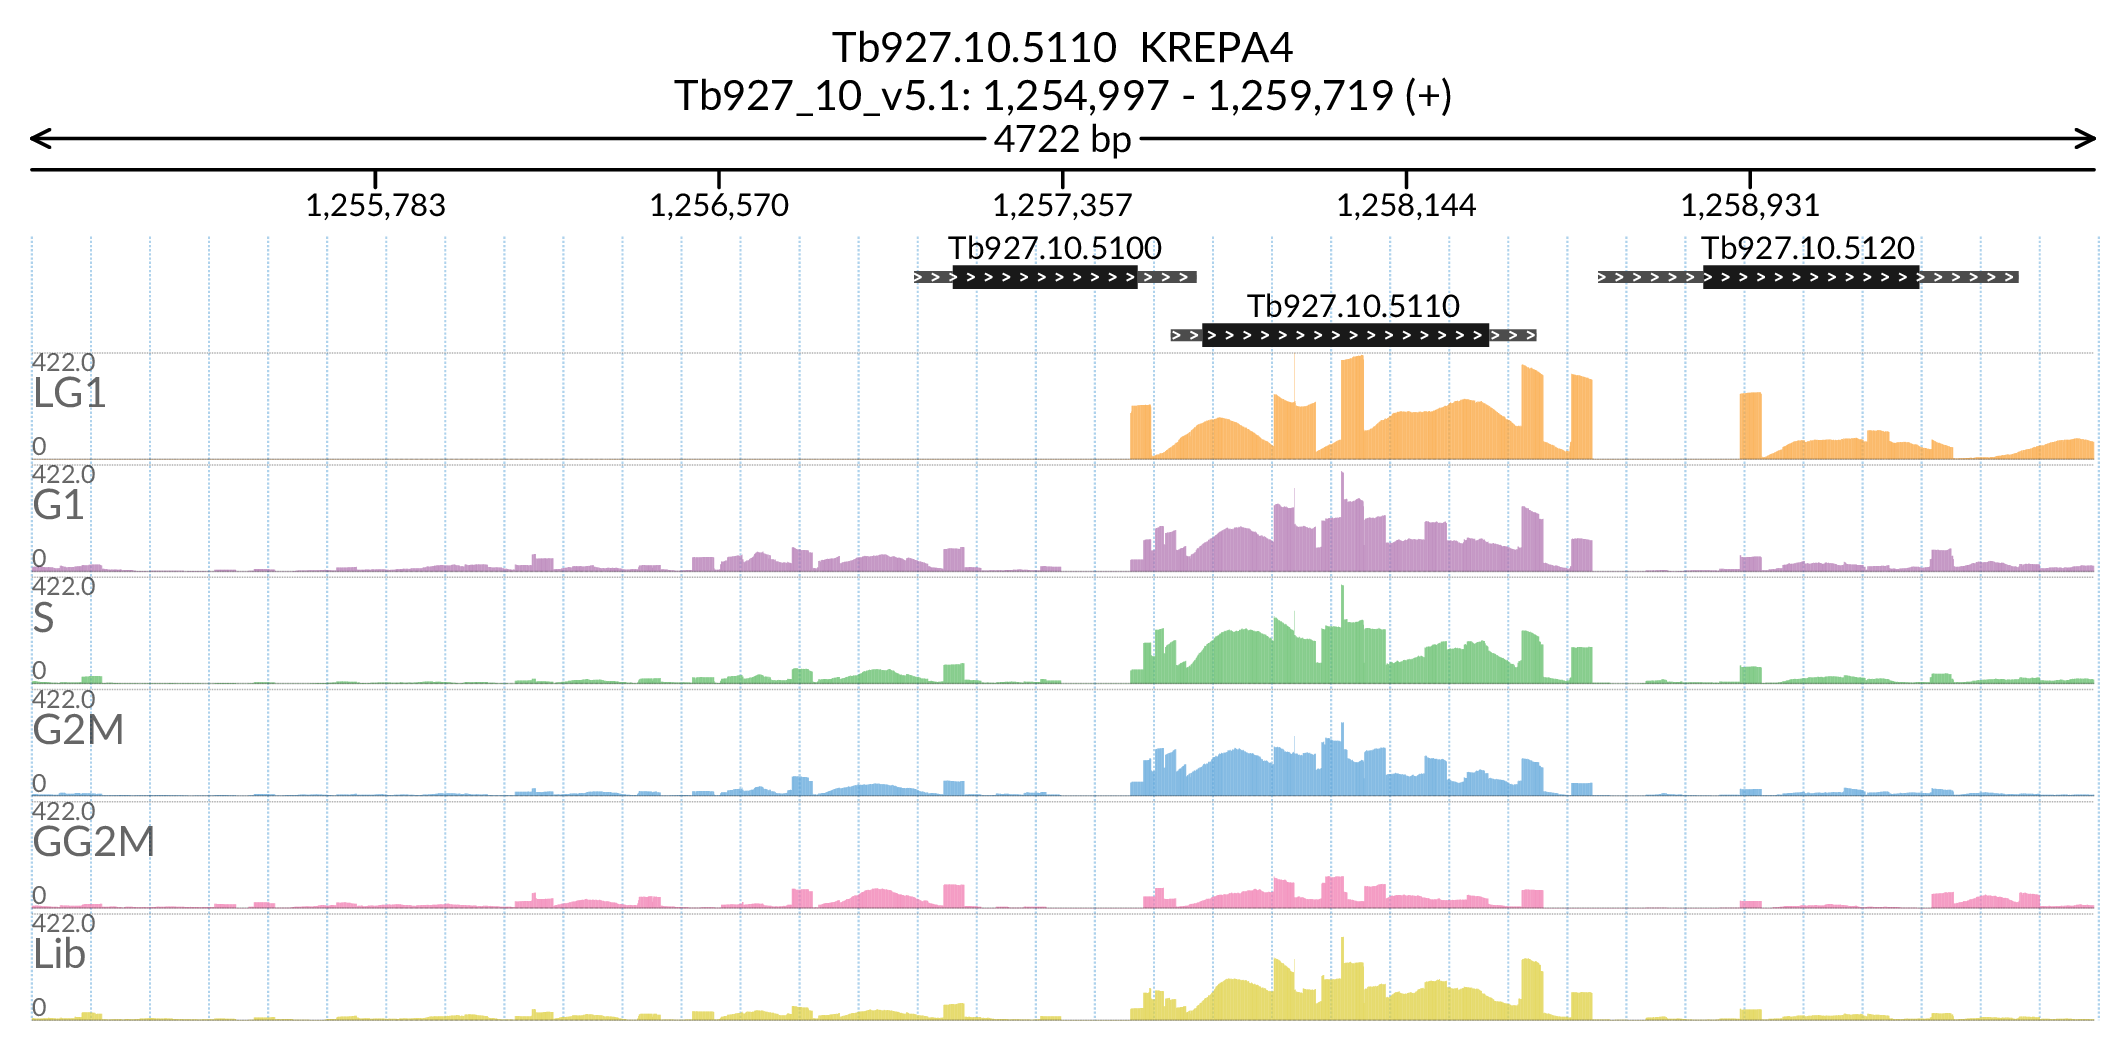 Tb927.10.5110 KREPA4
Tb927_10_v5.1: 1,254,997 - 1,259,719 (+)
4722 bp
1,255,783 1,256,570 1,257,357 1,258,144 1,258,931
Tb927.10.5100 Tb927.10.5120
Tb927.10.5110
422.0
LG1
0
422.0
G1
0
422.0
S
0
422.0
G2M
0
422.0
GG2M
0
422.0
Lib
0